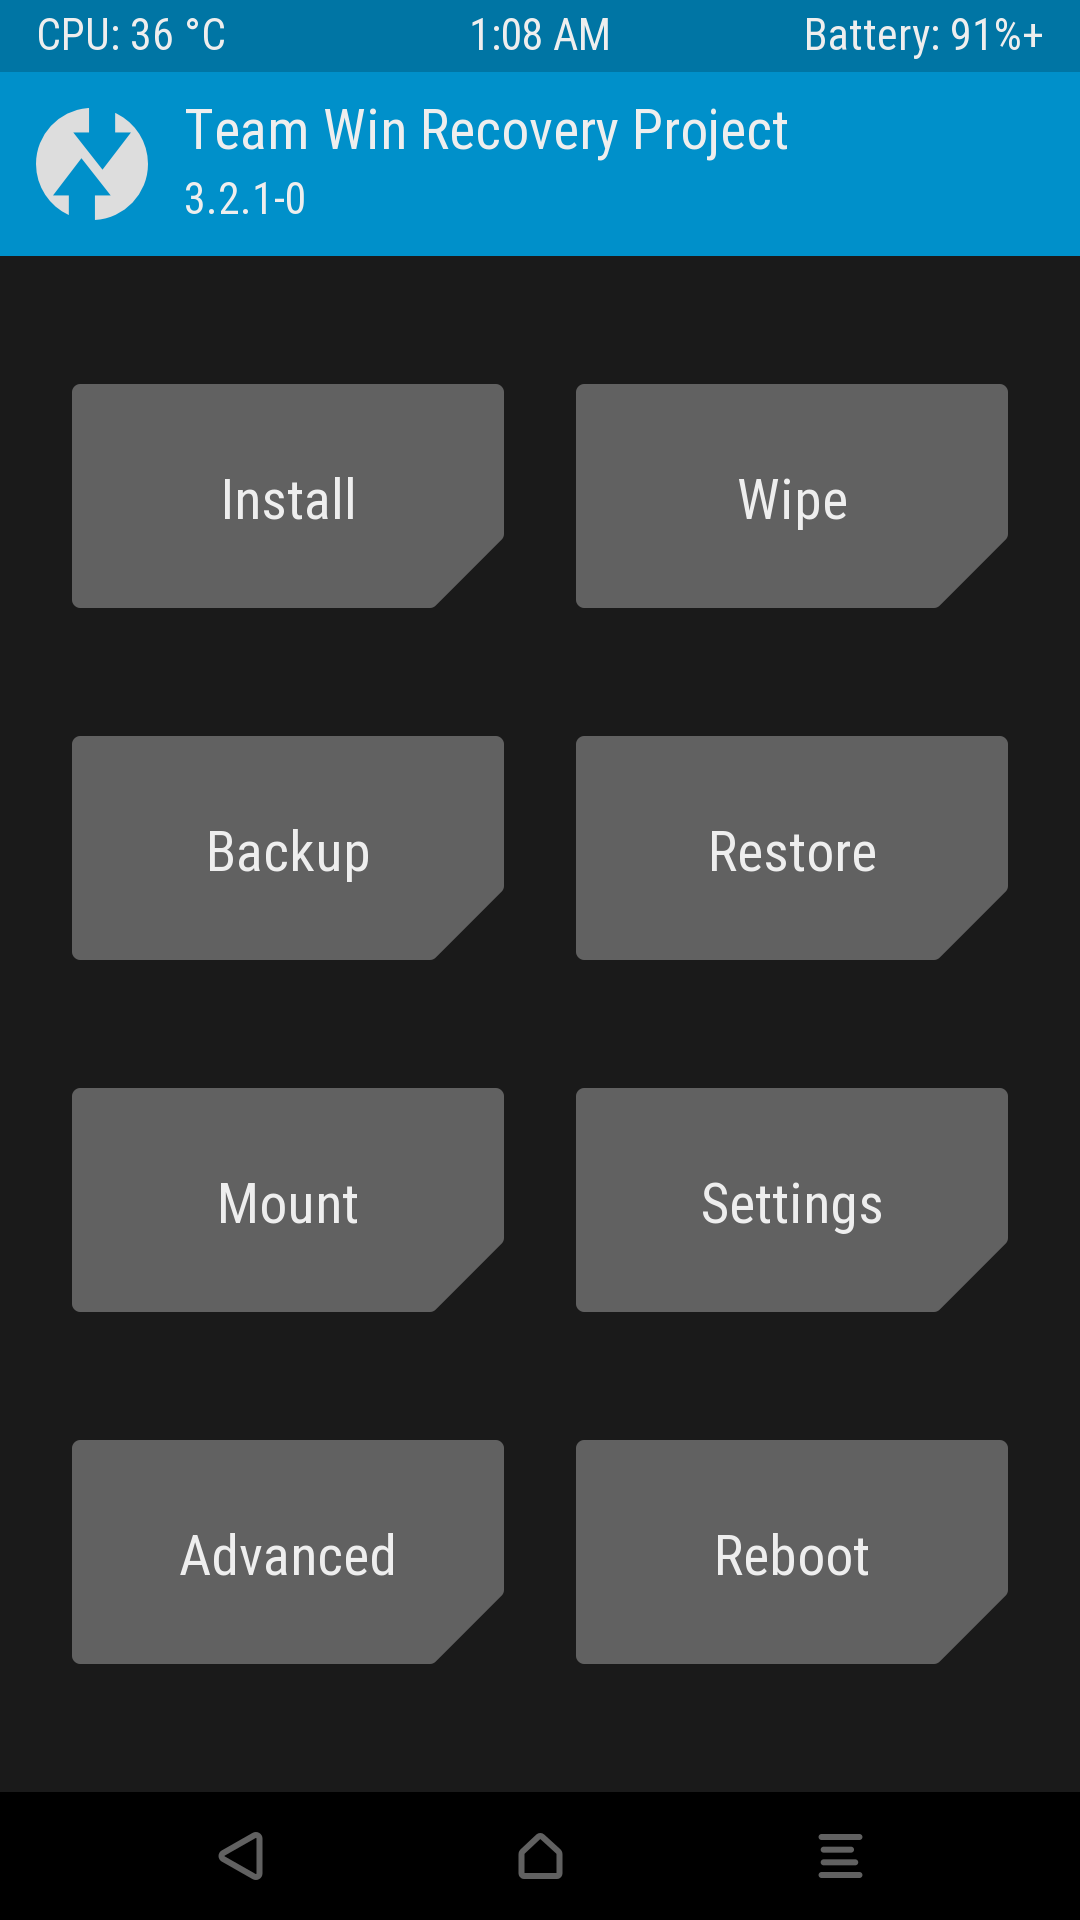 CPU: 36 °C 1:08 AM Battery: 91%+
Team Win Recovery Project
3.2.1-0
Install Wipe
Backup Restore
Mount Settings
Advanced Reboot